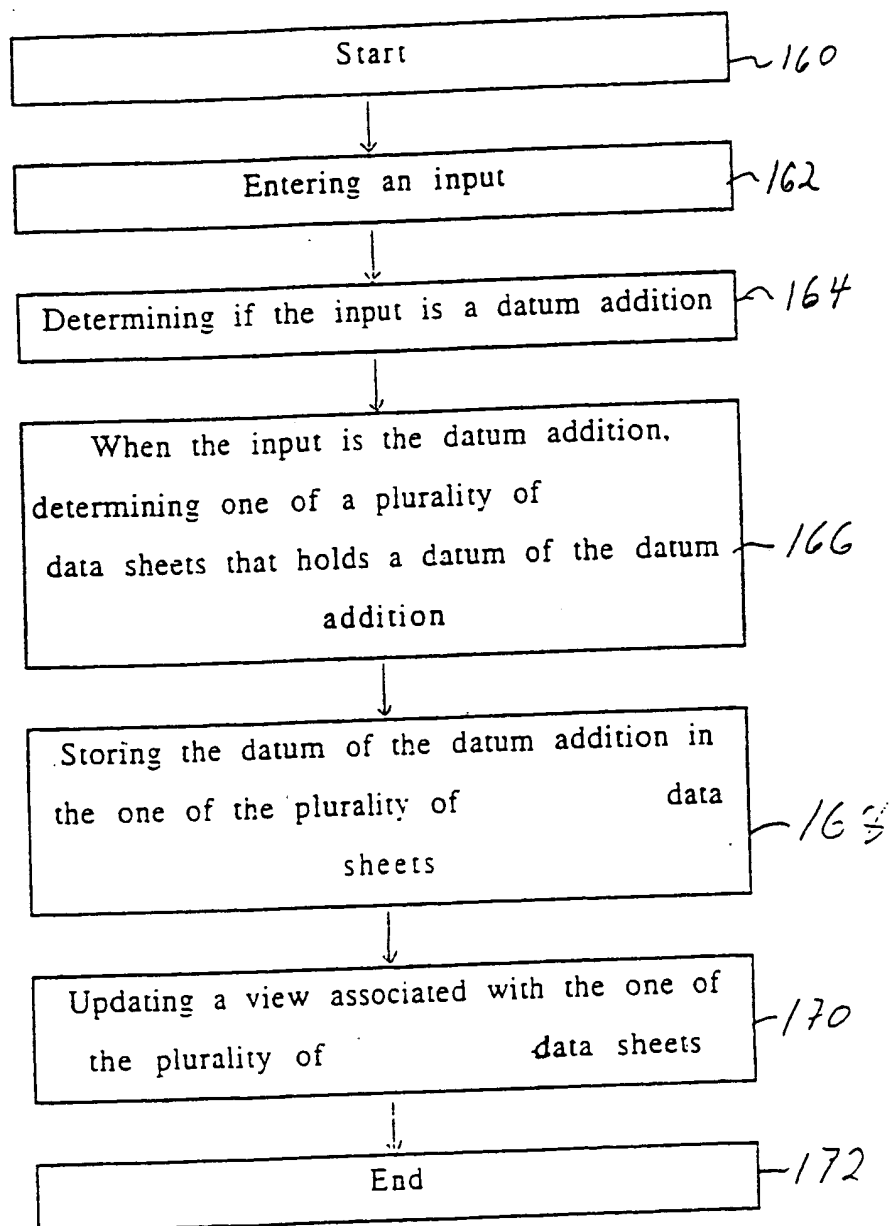 Start
160
Entering an input
162
Determining if the input is a datum addition
164
When the input is the datum addition,
determining one of a plurality of
data sheets that holds a datum of the datum
166
addition
Storing the datum of the datum addition in
the one of the plurality of data
sheets
Updating a view associated with the one of
170
the plurality of data sheets
End
172